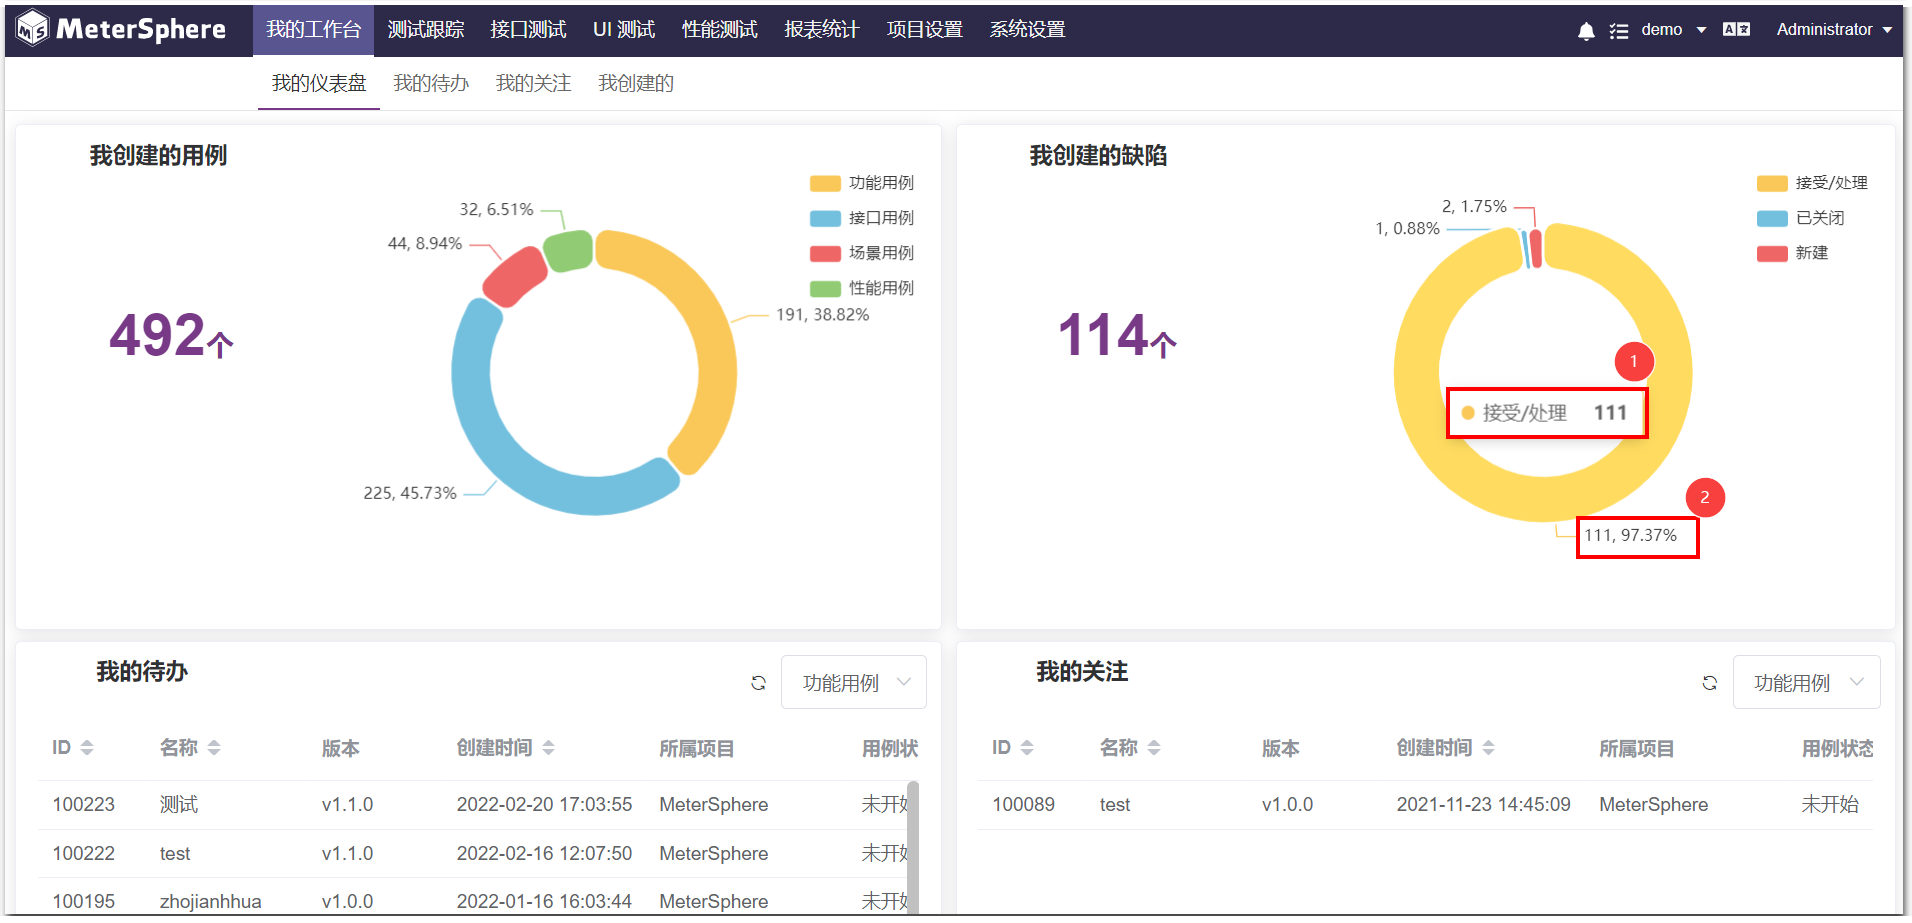 MeterSphere 我的工作台 测试跟踪 接口测试 UI 测试 性能测试 报表统计 项目设置 系统设置 demo Administrator
我的仪表盘 我的待办 我的关注 我创建的
我创建的用例
功能用例
接口用例
场景用例
性能用例
32, 6.51%
44, 8.94%
191, 38.82%
225, 45.73%
492个
我创建的缺陷
接受/处理
已关闭
新建
2, 1.75%
1, 0.88%
114个
1
接受/处理 111
2
111, 97.37%
我的待办
功能用例
ID 名称 版本 创建时间 所属项目 用例状
100223 测试 v1.1.0 2022-02-20 17:03:55 MeterSphere 未开始
100222 test v1.1.0 2022-02-16 12:07:50 MeterSphere 未开始
100195 zhojianhhua v1.0.0 2022-01-16 16:03:44 MeterSphere 未开始
我的关注
功能用例
ID 名称 版本 创建时间 所属项目 用例状态
100089 test v1.0.0 2021-11-23 14:45:09 MeterSphere 未开始